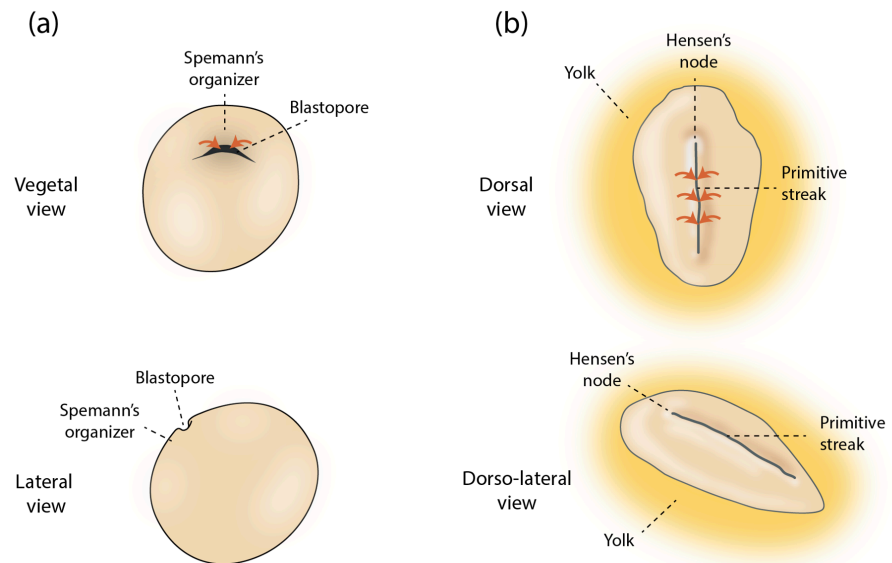 (a)
Spemann's
organizer
Blastopore
Vegetal
view
Blastopore
Spemann's
organizer
Lateral
view
(b)
Hensen's
node
Yolk
Dorsal
view
Primitive
streak
Hensen's
node
Primitive
streak
Dorso-lateral
view
Yolk